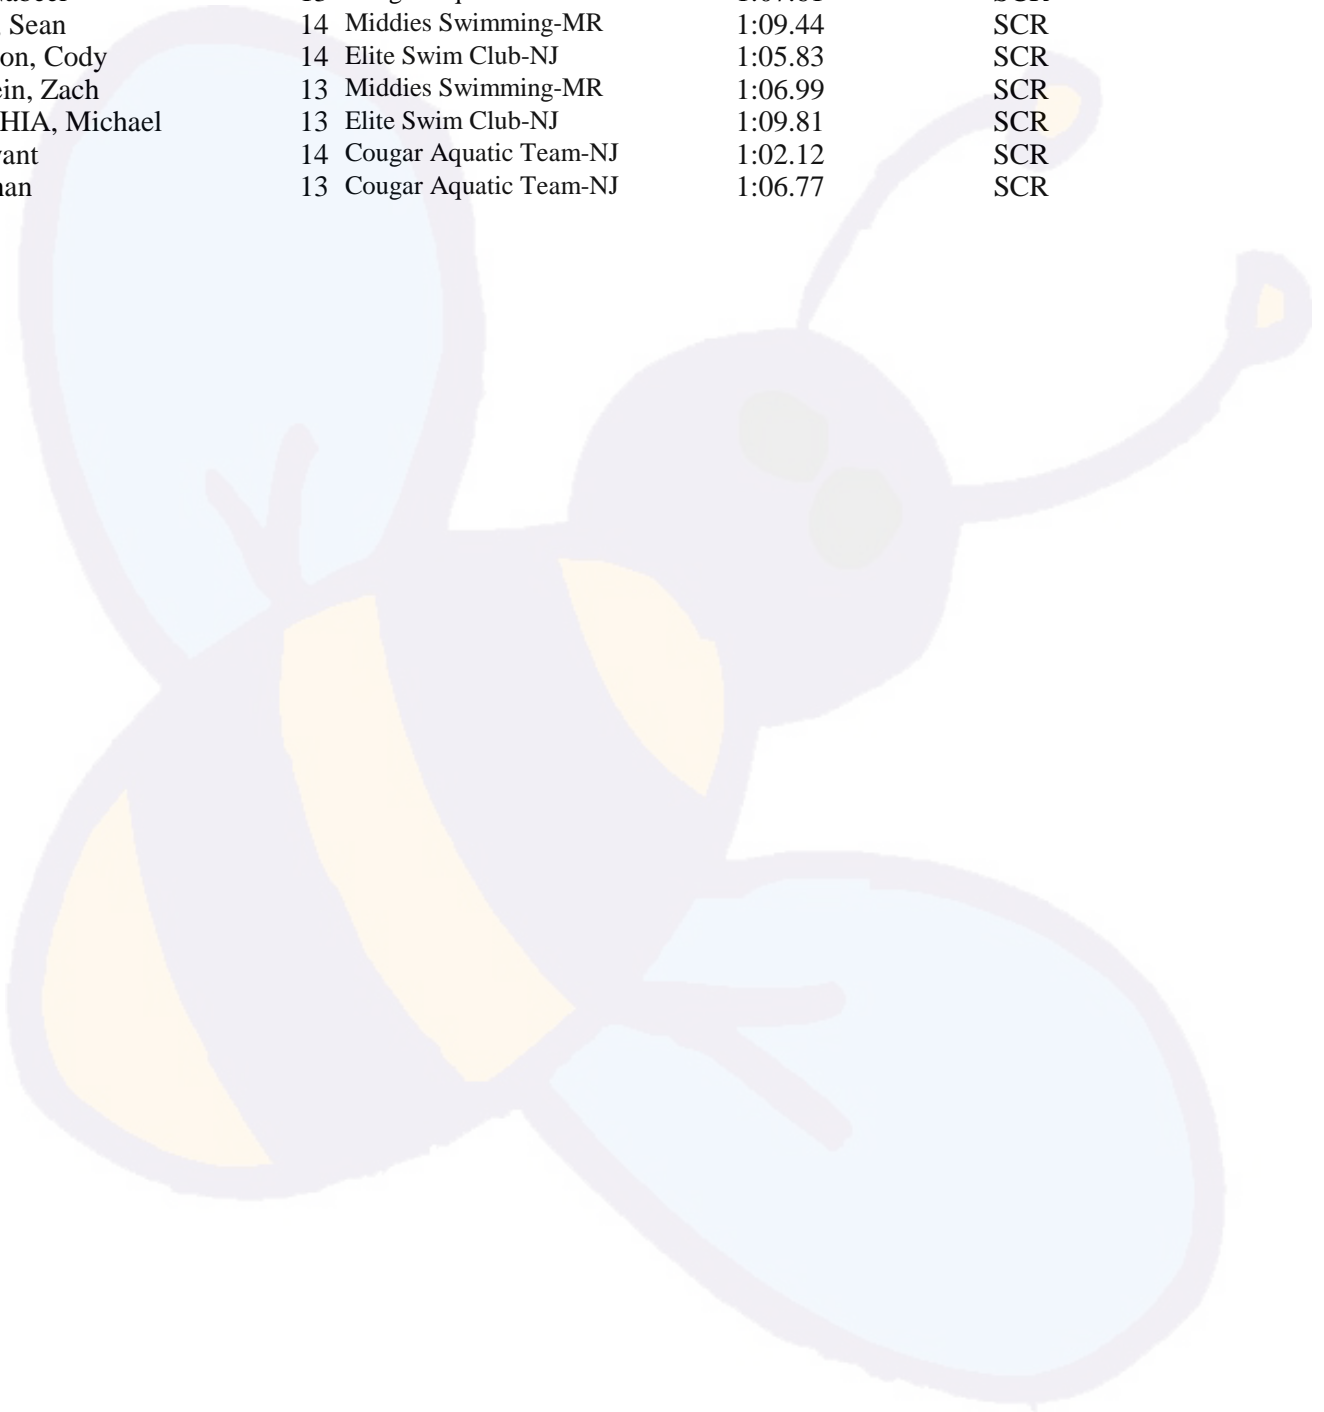 Sean 14 Middies Swimming-MR 1:09.44 SCR
on, Cody 14 Elite Swim Club-NJ 1:05.83 SCR
ein, Zach 13 Middies Swimming-MR 1:06.99 SCR
HIA, Michael 13 Elite Swim Club-NJ 1:09.81 SCR
14 Cougar Aquatic Team-NJ 1:02.12 SCR
13 Cougar Aquatic Team-NJ 1:06.77 SCR